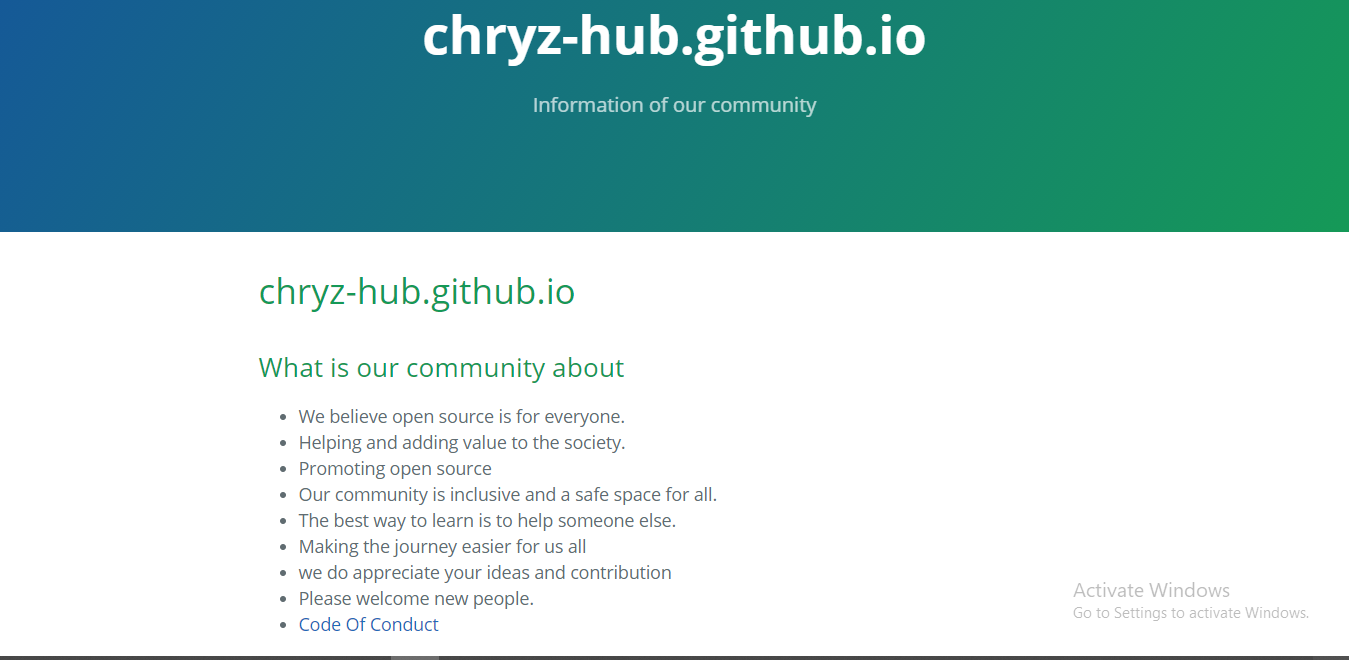 chryz-hub.github.io
Information of our community
chryz-hub.github.io
What is our community about
We believe open source is for everyone.
Helping and adding value to the society.
Promoting open source
Our community is inclusive and a safe space for all.
The best way to learn is to help someone else.
Making the journey easier for us all
we do appreciate your ideas and contribution
Please welcome new people.
Code Of Conduct
Activate Windows
Go to Settings to activate Windows.